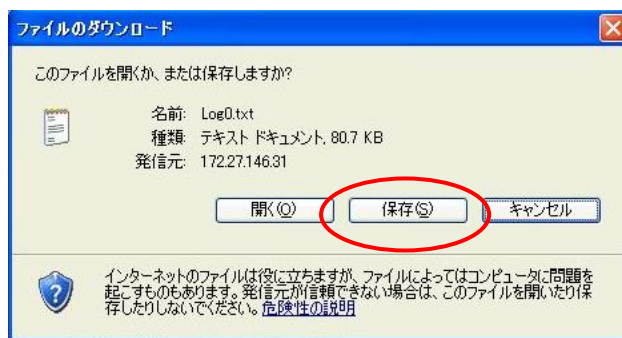 ファイルのダウンロード
このファイルを開くか、または保存しますか?
名前: Log0.txt
種類: テキスト ドキュメント, 80.7 KB
発信元: 172.27.146.31
開く(O) 保存(S) キャンセル
インターネットのファイルは役に立ちますが、ファイルによってはコンピュータに問題を
起こすものもあります。発信元が信頼できない場合は、このファイルを開いたり保
存したりしないでください。危険性の説明